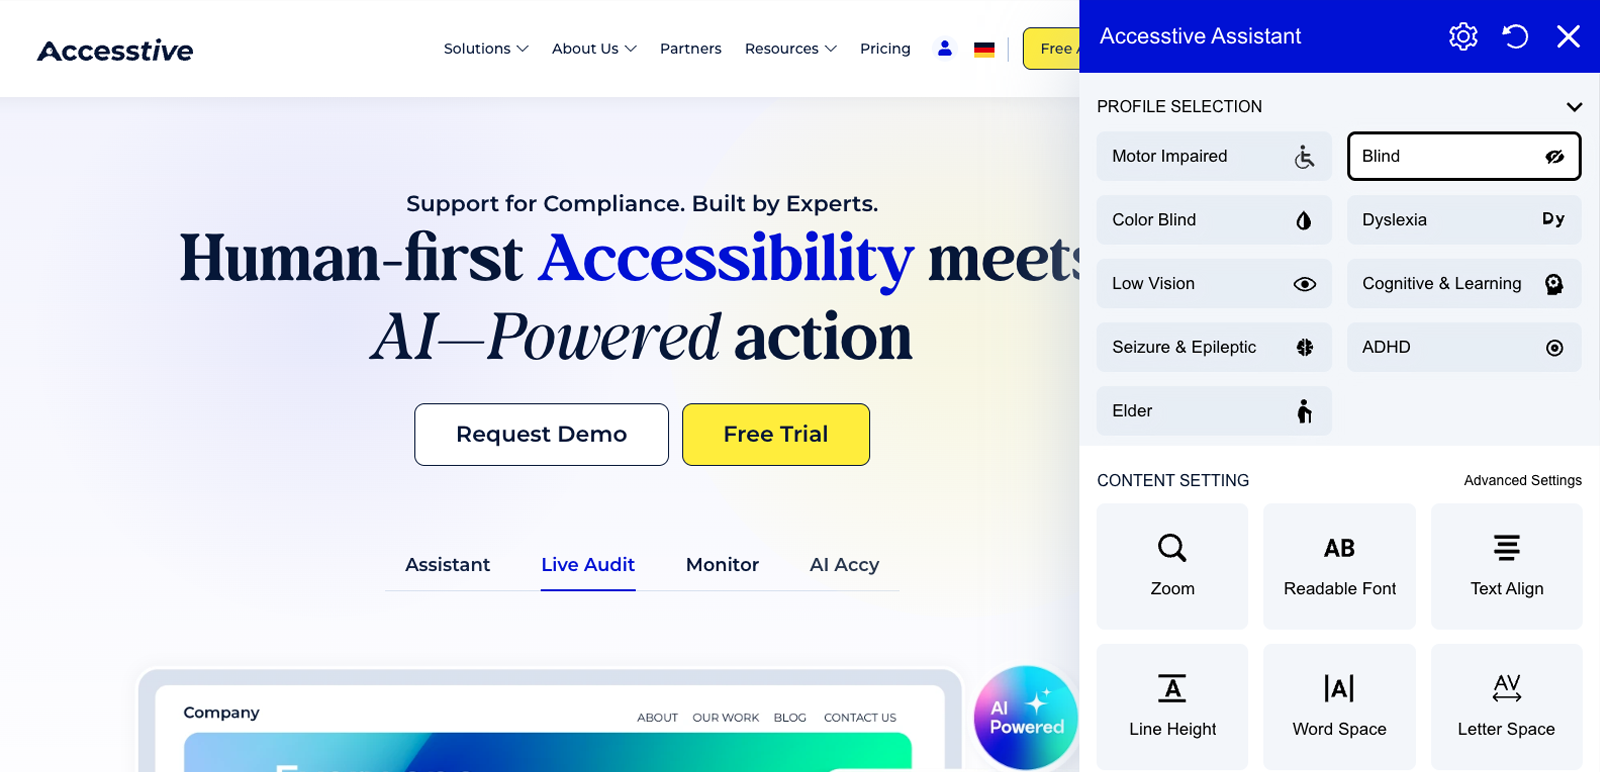 Accesstive
Solutions
About Us
Partners
Resources
Pricing
Free
Support for Compliance. Built by Experts.
Human-first Accessibility meets
AI—Powered action
Request Demo
Free Trial
Assistant
Live Audit
Monitor
AI Accy
Company
ABOUT
OUR WORK
BLOG
CONTACT US
AI
Powered
Accesstive Assistant
PROFILE SELECTION
Motor Impaired
Blind
Color Blind
Dyslexia
Dy
Low Vision
Cognitive & Learning
Seizure & Epileptic
ADHD
Elder
CONTENT SETTING
Advanced Settings
Zoom
AB
Readable Font
Text Align
A
Line Height
|A|
Word Space
AV
Letter Space